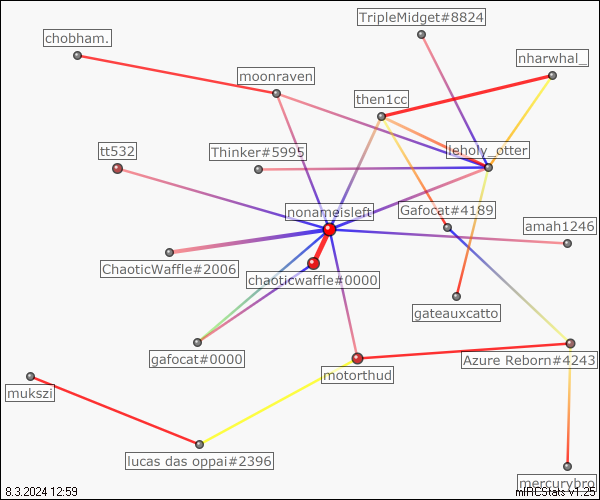 TripleMidget#8824
chobham.
nharwhal_
moonraven
then1cc
tt532
Thinker#5995
leholy_otter
nonameisleft
Gafocat#4189
amah1246
ChaoticWaffle#2006
chaoticwaffle#0000
gateauxcatto
gafocat#0000
Azure Reborn#4243
motorthud
mukszi
lucas das oppai#2396
mercurybro
8.3.2024 12:59
mIRCStats v1.25